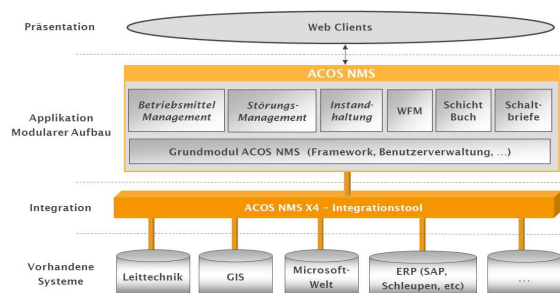 Präsentation
Web Clients
ACOS NMS
Applikation
Modularer Aufbau
Betriebsmittel
Management
Störungs-
Management
Instand-
haltung
WFM
Schicht
Buch
Schalt-
briefe
Grundmodul ACOS NMS (Framework, Benutzerverwaltung, ...)
Integration
ACOS NMS X4 – Integrationstool
Vorhandene
Systeme
Leittechnik
GIS
Microsoft-
Welt
ERP (SAP,
Schleupen, etc)
...